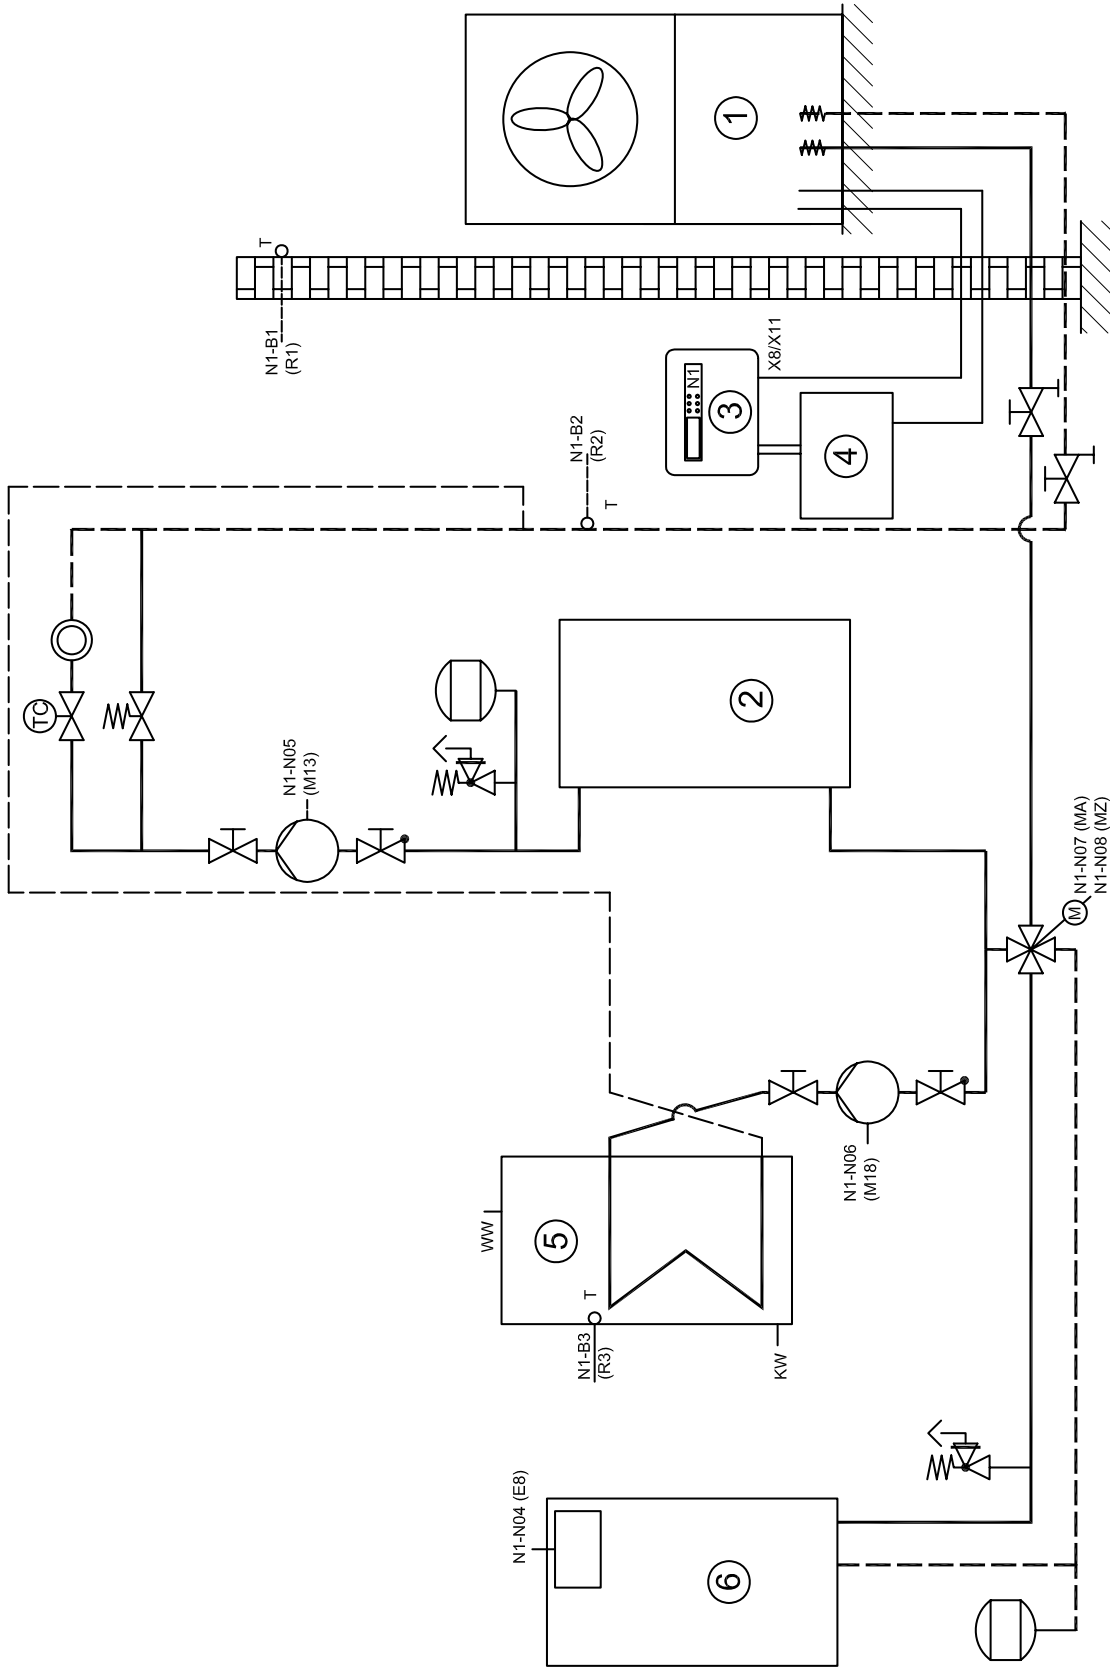 N1-N04 (E8)
6
N1-B3
(R3)
T
WW
5
KW
N1-N06
(M18)
M
N1-N07 (MA)
N1-N08 (MZ)
N1-N05
(M13)
TC
2
N1-B2
(R2)
T
N1-B1
(R1)
T
N1
3
X8/X11
4
1